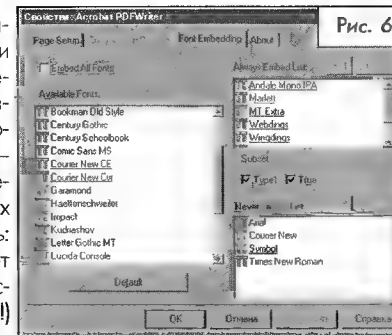 Рис. 6
Свойства: Acrobat PDFWriter
Page Setup
Font Embedding
About
Embed All Fonts
Always Embed List:
Available Fonts:
Andale Mono IPA
Marlett
MT Extra
Webdings
Wingdings
Bookman Old Style
Century Gothic
Century Schoolbook
Comic Sans MS
Courier New CE
Courier New Cyr
Garamond
Haettenschweiler
Impact
Kudriashov
Letter Gothic MT
Lucida Console
Subset
Type1
True
Never
List
Arial
Courier New
Symbol
Times New Roman
Default
OK
Отмена
Справка